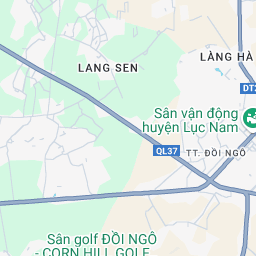 LANG SEN
LÀNG HÀ
Sân vận động
huyện Lục Nam
QL37
TT. ĐỒI NGÔ
Sân golf ĐỒI NGÔ
- CORN HILL GOLF